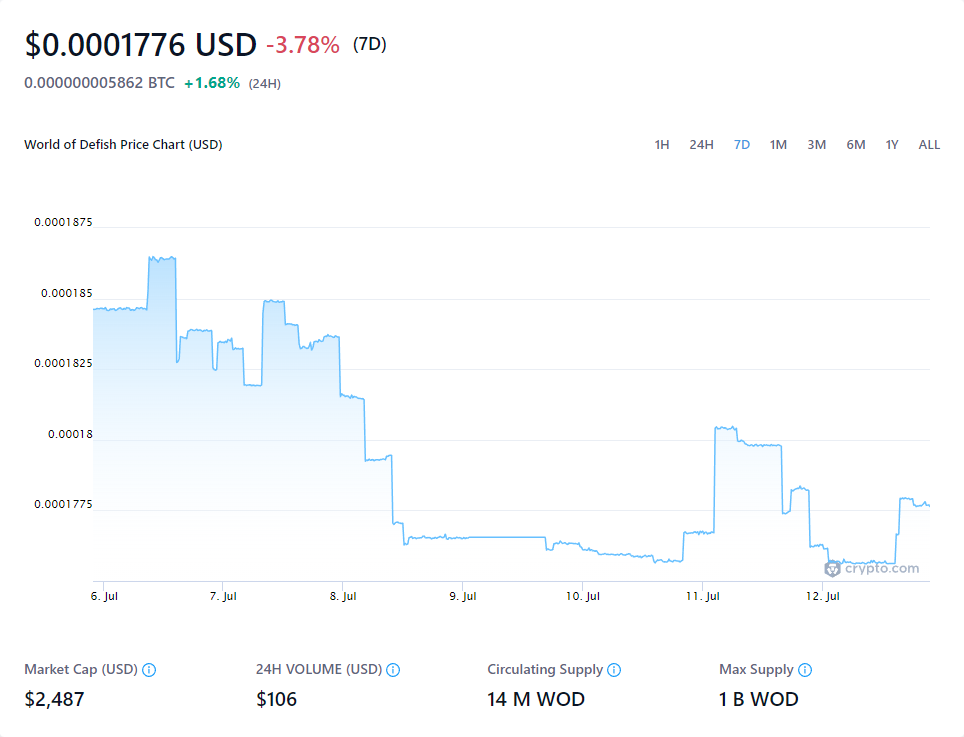 $0.0001776 USD -3.78% (7D)
0.000000005862 BTC +1.68% (24H)
World of Defish Price Chart (USD) 1H 24H 7D 1M 3M 6M 1Y ALL
0.0001875
0.000185
0.0001825
0.00018
0.0001775
crypto.com
6. Jul 7. Jul 8. Jul 9. Jul 10. Jul 11. Jul 12. Jul
Market Cap (USD) 24H VOLUME (USD) Circulating Supply Max Supply
$2,487 $106 14 M WOD 1 B WOD